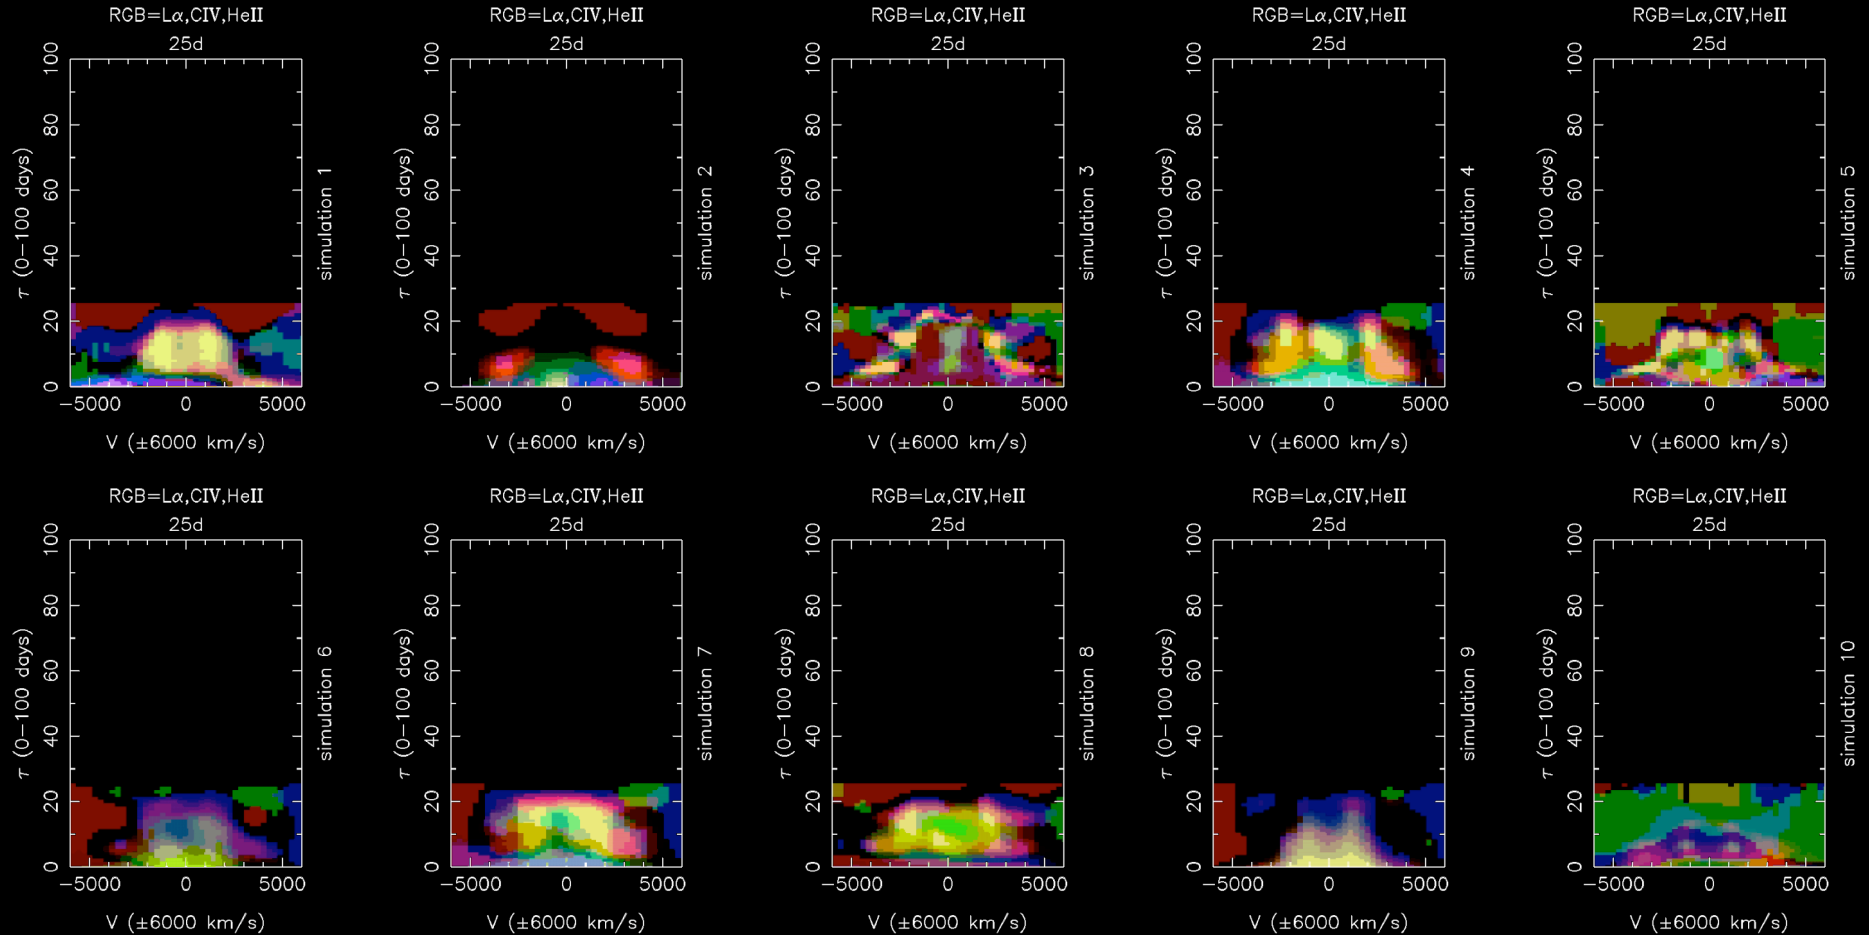 RGB=Lα,CIV,HeII
25d
τ (0−100 days)
100
80
60
40
20
0
−5000 0 5000
V (±6000 km/s)
simulation 1
RGB=Lα,CIV,HeII
25d
τ (0−100 days)
100
80
60
40
20
0
−5000 0 5000
V (±6000 km/s)
simulation 2
RGB=Lα,CIV,HeII
25d
τ (0−100 days)
100
80
60
40
20
0
−5000 0 5000
V (±6000 km/s)
simulation 3
RGB=Lα,CIV,HeII
25d
τ (0−100 days)
100
80
60
40
20
0
−5000 0 5000
V (±6000 km/s)
simulation 4
RGB=Lα,CIV,HeII
25d
τ (0−100 days)
100
80
60
40
20
0
−5000 0 5000
V (±6000 km/s)
simulation 5
RGB=Lα,CIV,HeII
25d
τ (0−100 days)
100
80
60
40
20
0
−5000 0 5000
V (±6000 km/s)
simulation 6
RGB=Lα,CIV,HeII
25d
τ (0−100 days)
100
80
60
40
20
0
−5000 0 5000
V (±6000 km/s)
simulation 7
RGB=Lα,CIV,HeII
25d
τ (0−100 days)
100
80
60
40
20
0
−5000 0 5000
V (±6000 km/s)
simulation 8
RGB=Lα,CIV,HeII
25d
τ (0−100 days)
100
80
60
40
20
0
−5000 0 5000
V (±6000 km/s)
simulation 9
RGB=Lα,CIV,HeII
25d
τ (0−100 days)
100
80
60
40
20
0
−5000 0 5000
V (±6000 km/s)
simulation 10